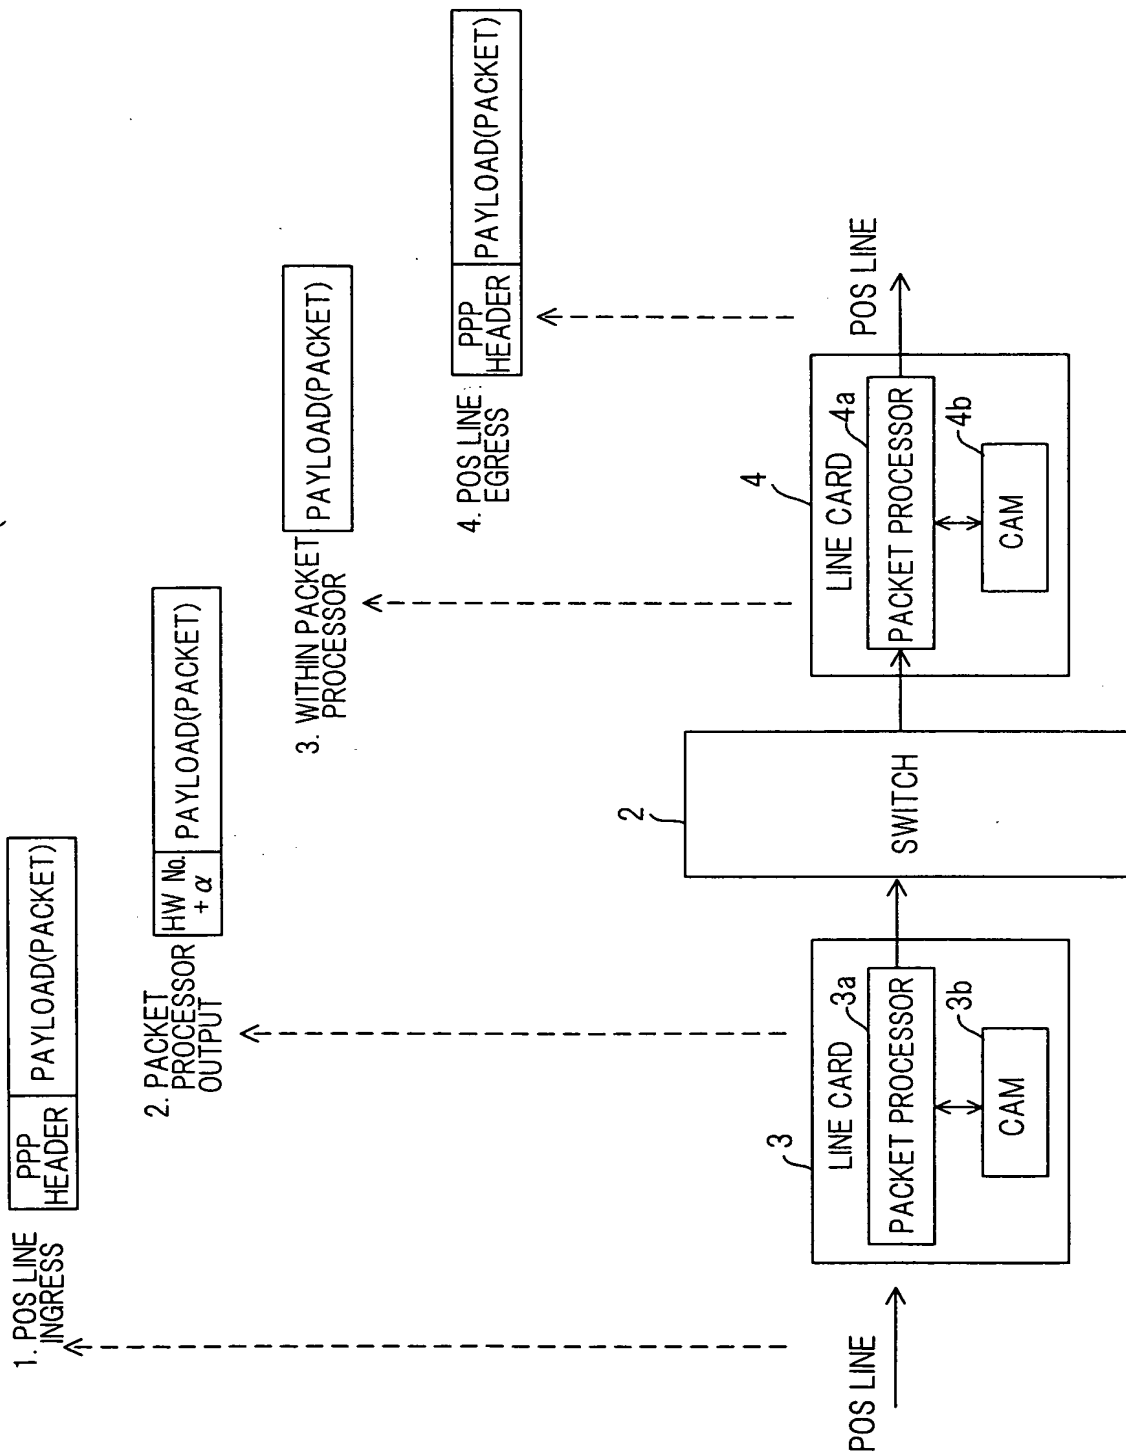 1. POS LINE
INGRESS
PPP
HEADER
PAYLOAD(PACKET)
2. PACKET
PROCESSOR
OUTPUT
HW No.
+ α
PAYLOAD(PACKET)
3. WITHIN PACKET
PROCESSOR
PAYLOAD(PACKET)
4. POS LINE
EGRESS
PPP
HEADER
PAYLOAD(PACKET)
POS LINE
3
LINE CARD
3a
PACKET PROCESSOR
3b
CAM
2
SWITCH
4
LINE CARD
4a
PACKET PROCESSOR
4b
CAM
POS LINE